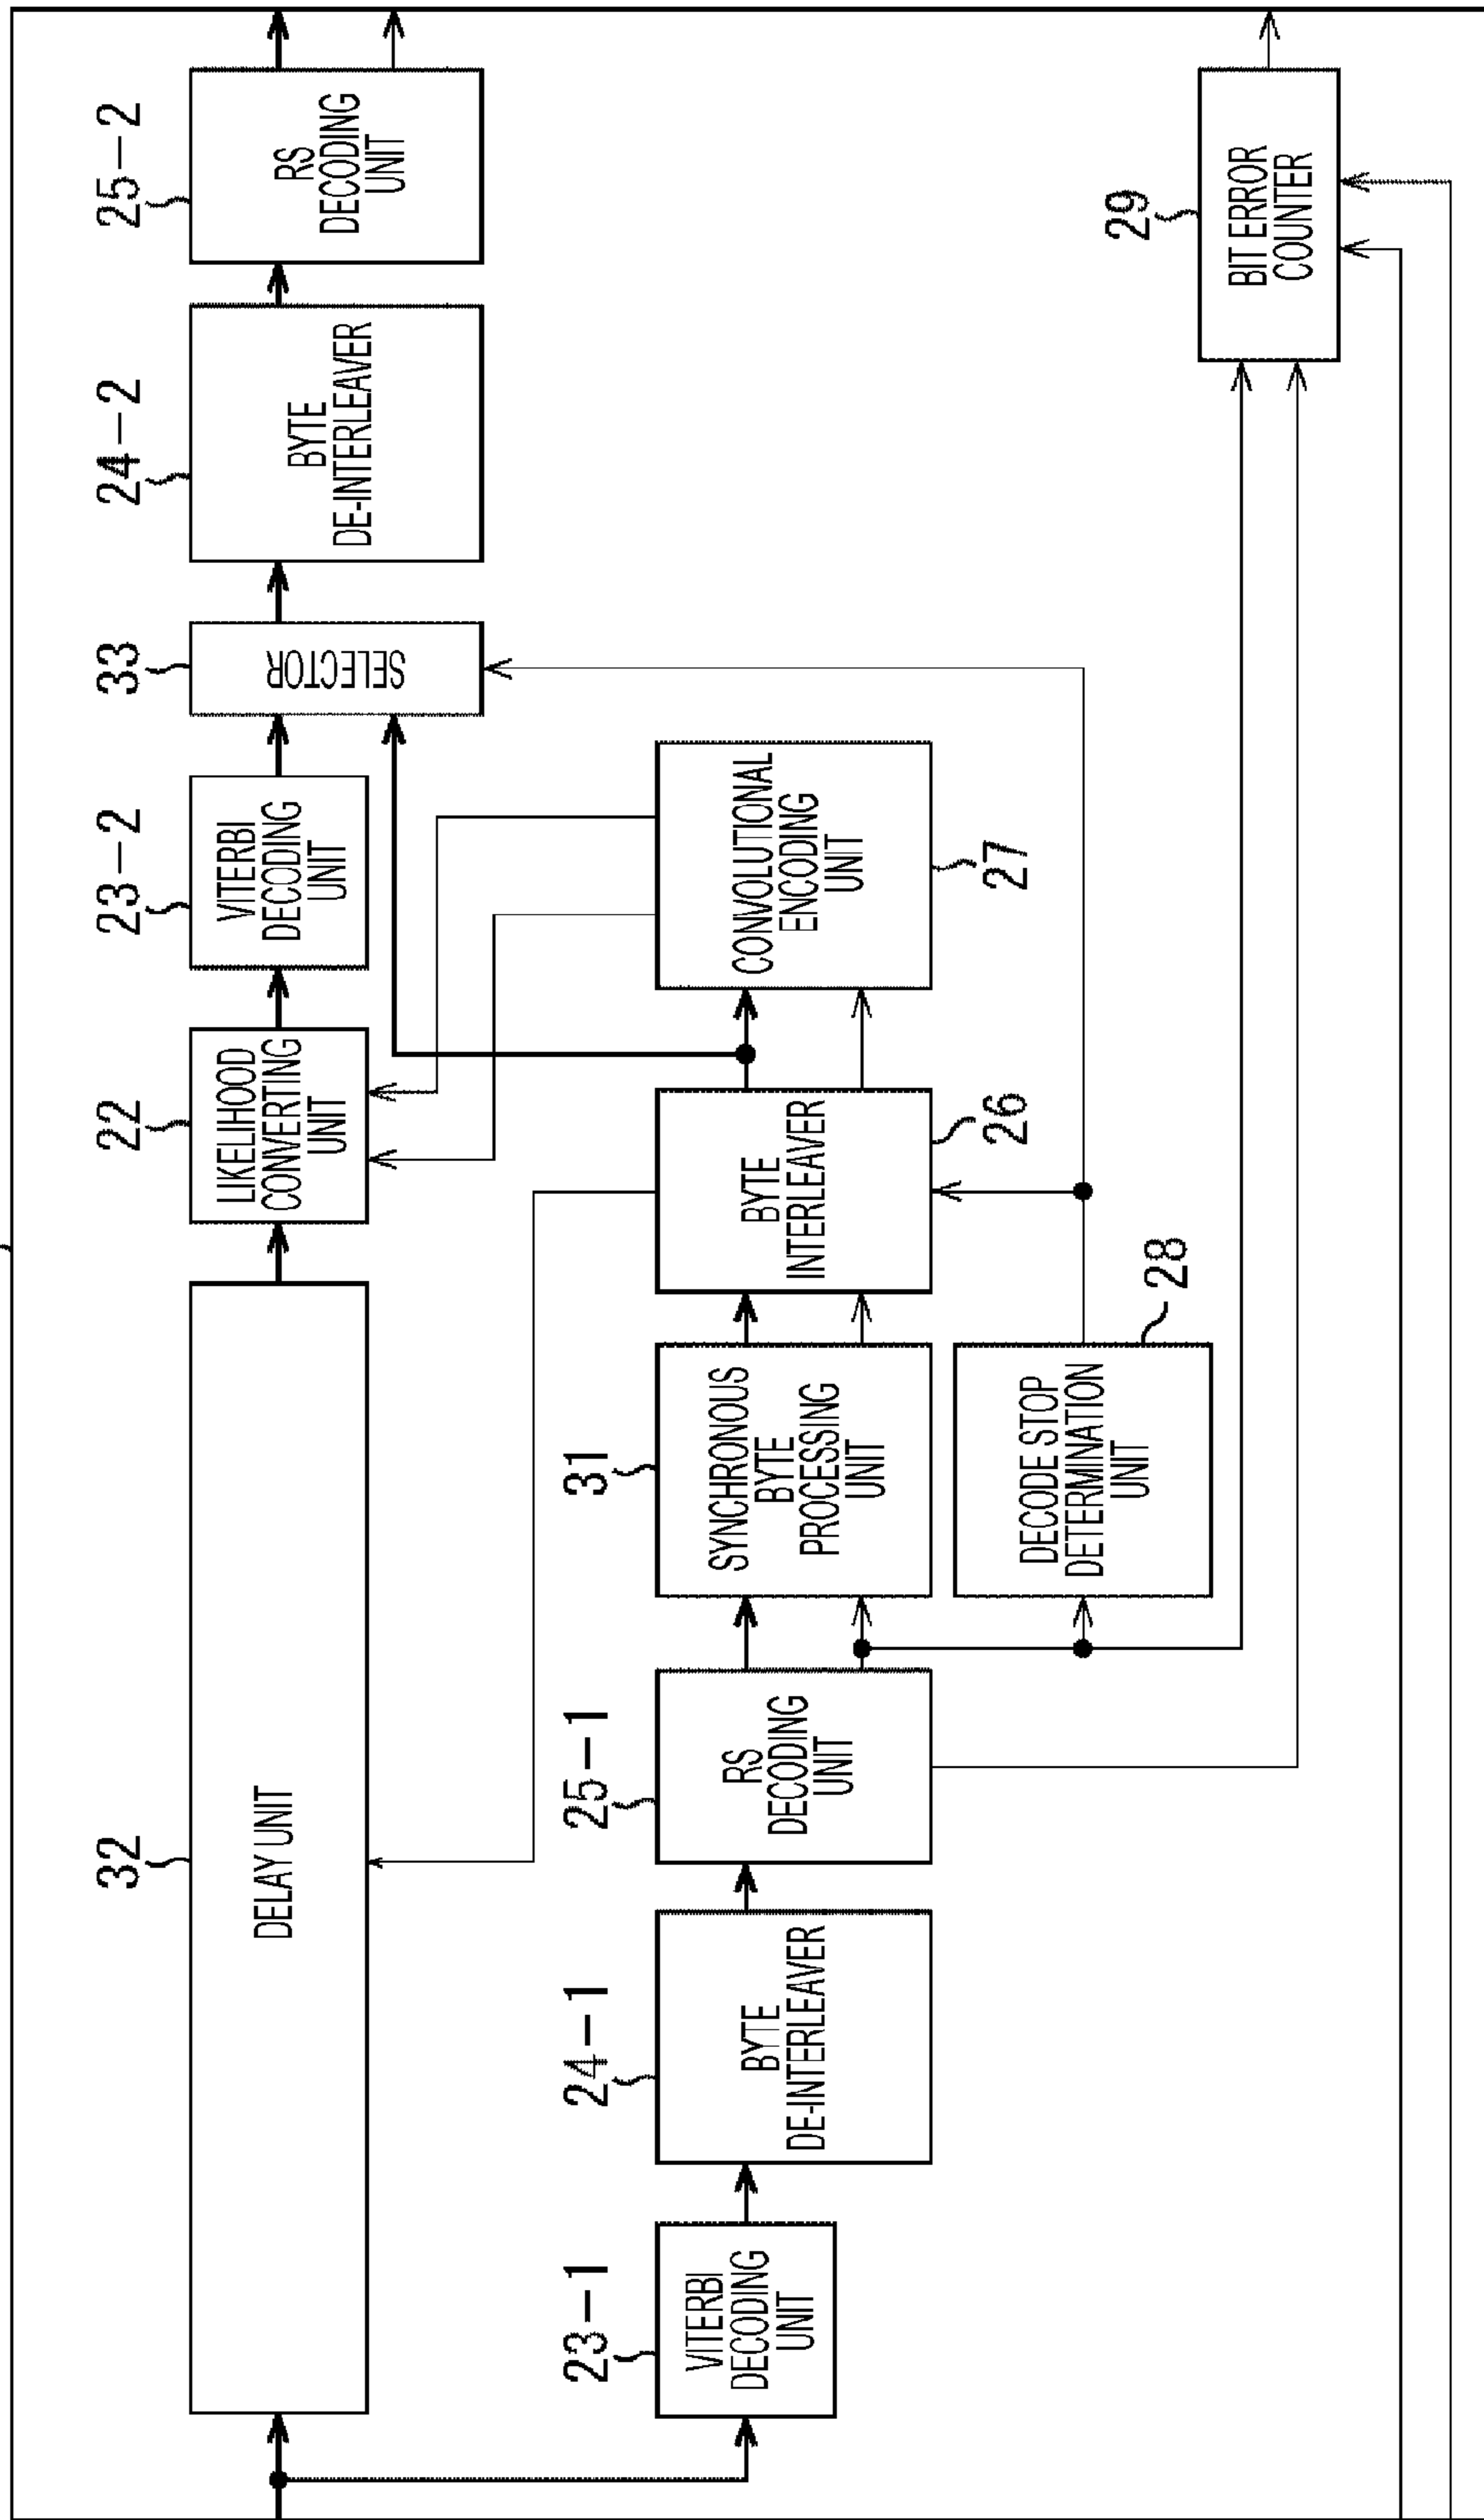 32
DELAY UNIT
22
LIKELIHOOD
CONVERTING
UNIT
23-2
VITERBI
DECODING
UNIT
33
SELECTOR
24-2
BYTE
DE-INTERLEAVER
25-2
RS
DECODING
UNIT
23-1
VITERBI
DECODING
UNIT
24-1
BYTE
DE-INTERLEAVER
25-1
RS
DECODING
UNIT
31
SYNCHRONOUS
BYTE
PROCESSING
UNIT
BYTE
INTERLEAVER
26
CONVOLUTIONAL
ENCODING
UNIT
27
DECODE STOP
DETERMINATION
UNIT
28
29
BIT ERROR
COUNTER